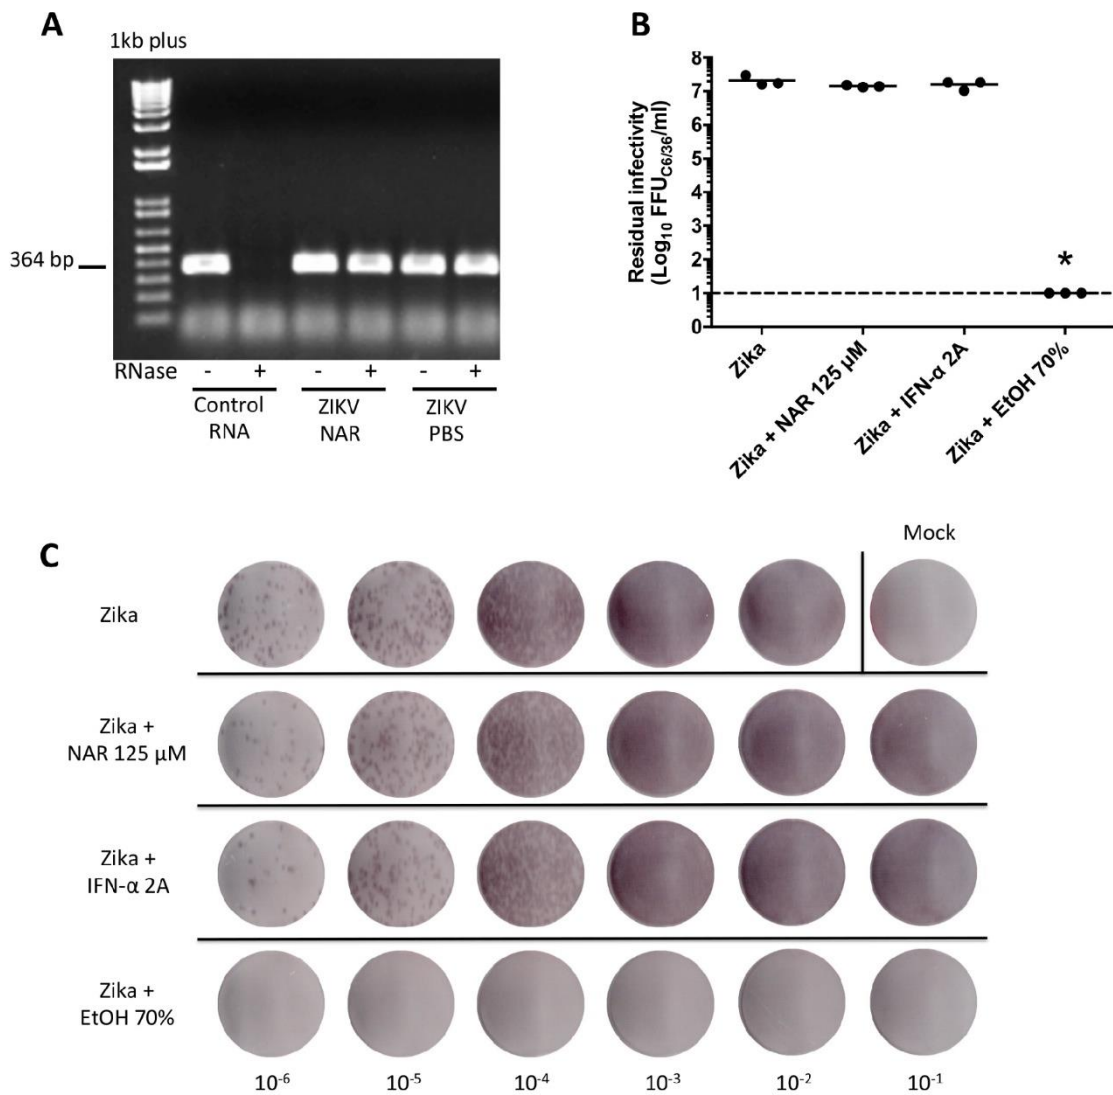 A
1kb plus
364 bp
RNase - + - + - +
Control RNA
ZIKV NAR
ZIKV PBS
B
Residual infectivity
(Log₁₀ FFU_C6/36/ml)
8
7
6
5
4
3
2
1
0
*
Zika
Zika + NAR 125 µM
Zika + IFN-α 2A
Zika + EtOH 70%
C
Mock
Zika
Zika +
NAR 125 µM
Zika +
IFN-α 2A
Zika +
EtOH 70%
10⁻⁶ 10⁻⁵ 10⁻⁴ 10⁻³ 10⁻² 10⁻¹